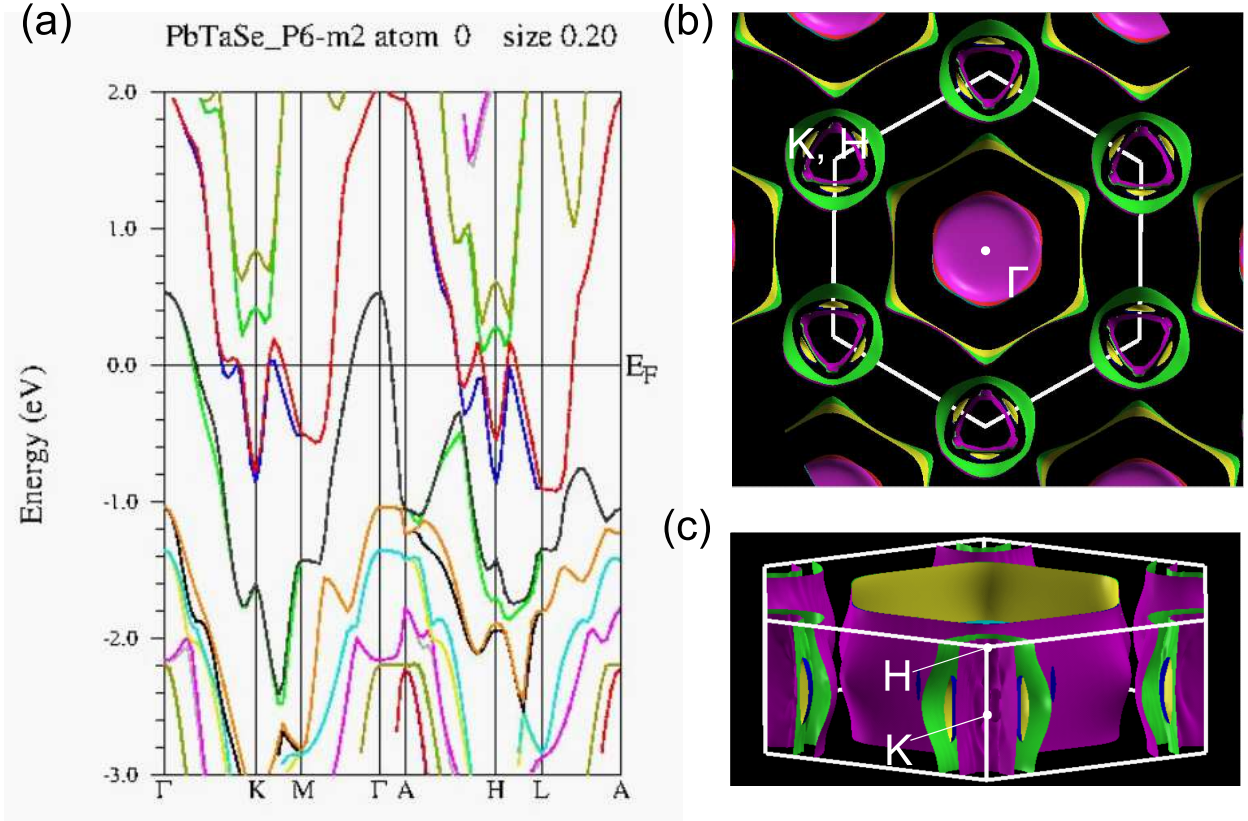 (a)
PbTaSe_P6-m2 atom 0 size 0.20
2.0
1.0
0.0
-1.0
-2.0
-3.0
Energy (eV)
E_F
Γ K M Γ A H L A
(b)
K, H
Γ
(c)
H
K